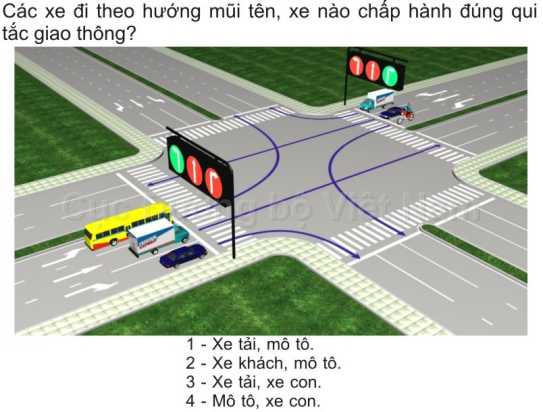 Các xe đi theo hướng mũi tên, xe nào chấp hành đúng qui
tắc giao thông?
1 - Xe tải, mô tô.
2 - Xe khách, mô tô.
3 - Xe tải, xe con.
4 - Mô tô, xe con.